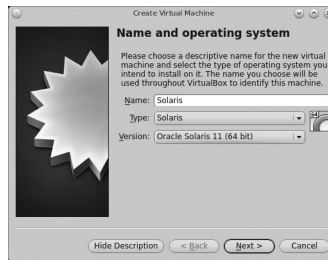 Create Virtual Machine
Name and operating system
Please choose a descriptive name for the new virtual
machine and select the type of operating system you
intend to install on it. The name you choose will be
used throughout VirtualBox to identify this machine.
Name: Solaris
Type: Solaris
64
Version: Oracle Solaris 11 (64 bit)
Hide Description < Back Next > Cancel